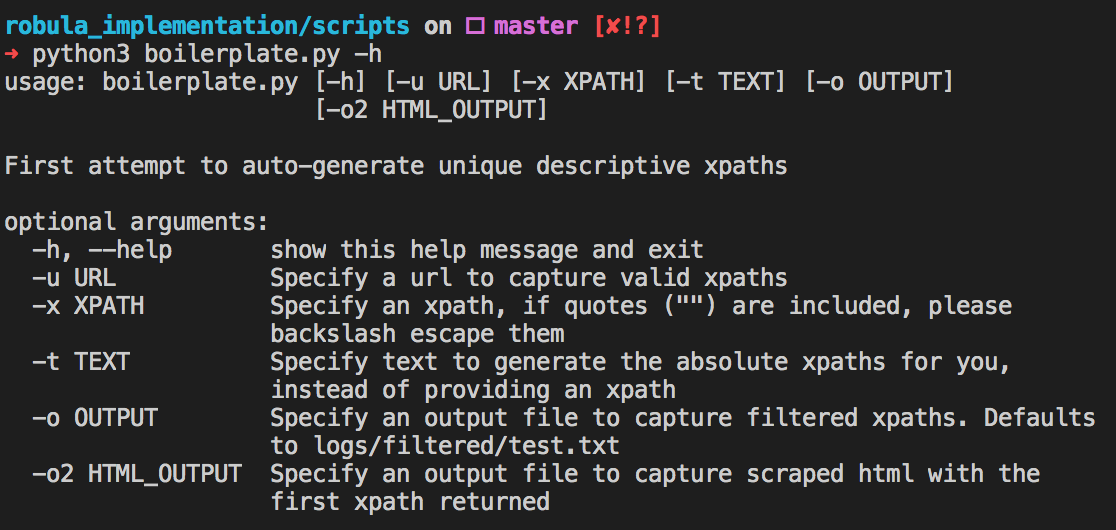 robula_implementation/scripts on □ master [✘!?]
➜ python3 boilerplate.py -h
usage: boilerplate.py [-h] [-u URL] [-x XPATH] [-t TEXT] [-o OUTPUT]
[-o2 HTML_OUTPUT]
First attempt to auto-generate unique descriptive xpaths
optional arguments:
-h, --help show this help message and exit
-u URL Specify a url to capture valid xpaths
-x XPATH Specify an xpath, if quotes ("") are included, please
backslash escape them
-t TEXT Specify text to generate the absolute xpaths for you,
instead of providing an xpath
-o OUTPUT Specify an output file to capture filtered xpaths. Defaults
to logs/filtered/test.txt
-o2 HTML_OUTPUT Specify an output file to capture scraped html with the
first xpath returned